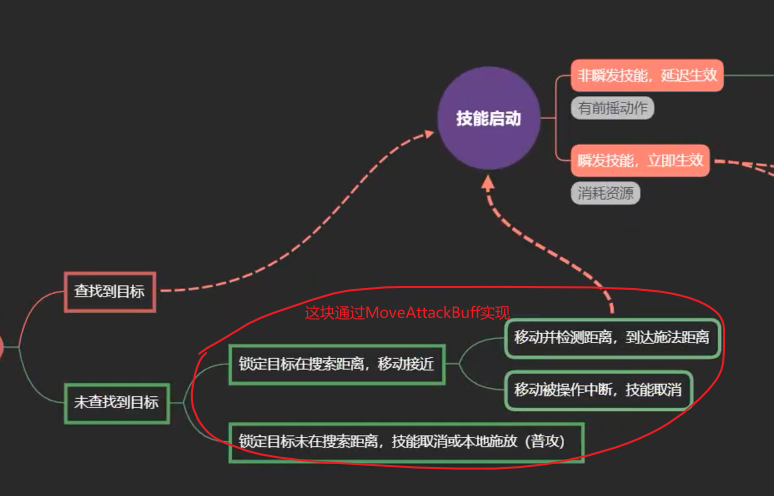 非瞬发技能，延迟生效
技能启动
有前摇动作
瞬发技能，立即生效
消耗资源
查找到目标
这块通过MoveAttackBuff实现
移动并检测距离，到达施法距离
锁定目标在搜索距离，移动接近
移动被操作中断，技能取消
未查找到目标
锁定目标未在搜索距离，技能取消或本地施放（普攻）